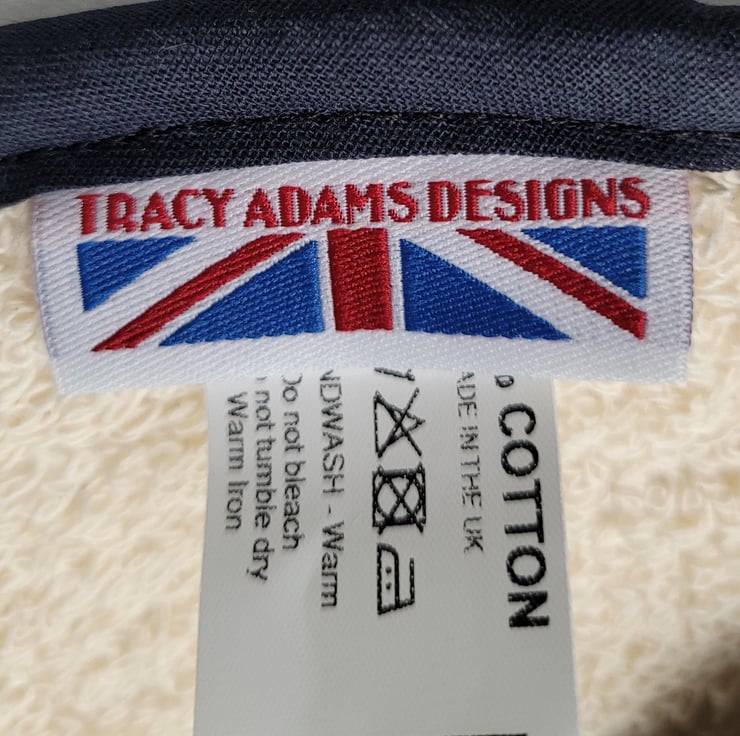 TRACY ADAMS DESIGNS
COTTON
IN THE UK
- Warm
Do not bleach
not tumble dry
Warm Iron